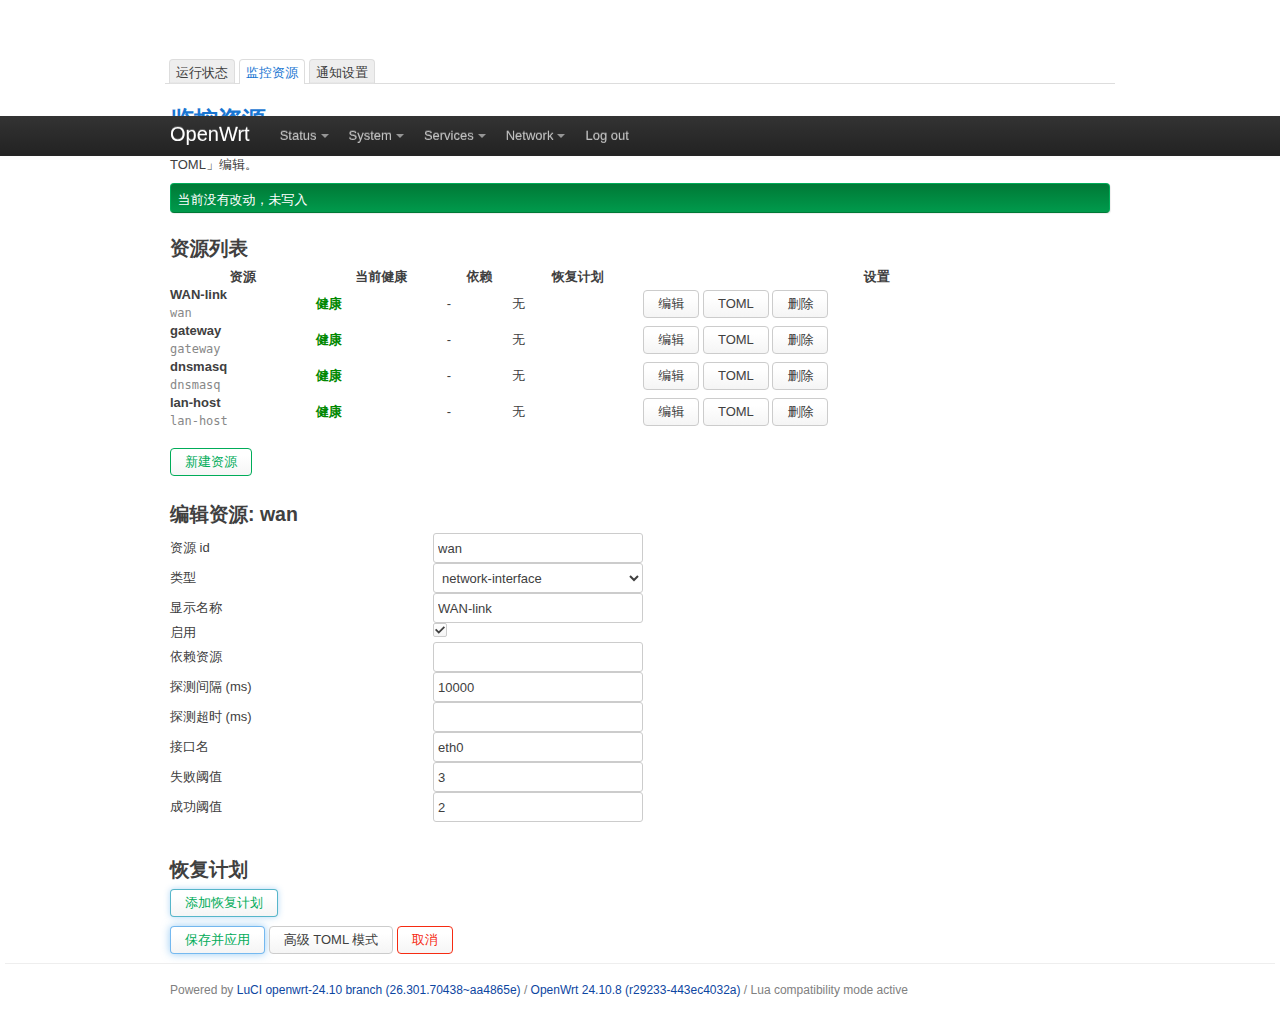 运行状态 监控资源 通知设置
监控资源
OpenWrt Status System Services Network Log out
TOML」编辑。
当前没有改动，未写入
资源列表
资源 当前健康 依赖 恢复计划 设置
WAN-link
wan 健康 - 无 编辑 TOML 删除
gateway
gateway 健康 - 无 编辑 TOML 删除
dnsmasq
dnsmasq 健康 - 无 编辑 TOML 删除
lan-host
lan-host 健康 - 无 编辑 TOML 删除
新建资源
编辑资源: wan
资源 id wan
类型 network-interface
显示名称 WAN-link
启用
依赖资源
探测间隔 (ms) 10000
探测超时 (ms)
接口名 eth0
失败阈值 3
成功阈值 2
恢复计划
添加恢复计划
保存并应用 高级 TOML 模式 取消
Powered by LuCI openwrt-24.10 branch (26.301.70438~aa4865e) / OpenWrt 24.10.8 (r29233-443ec4032a) / Lua compatibility mode active